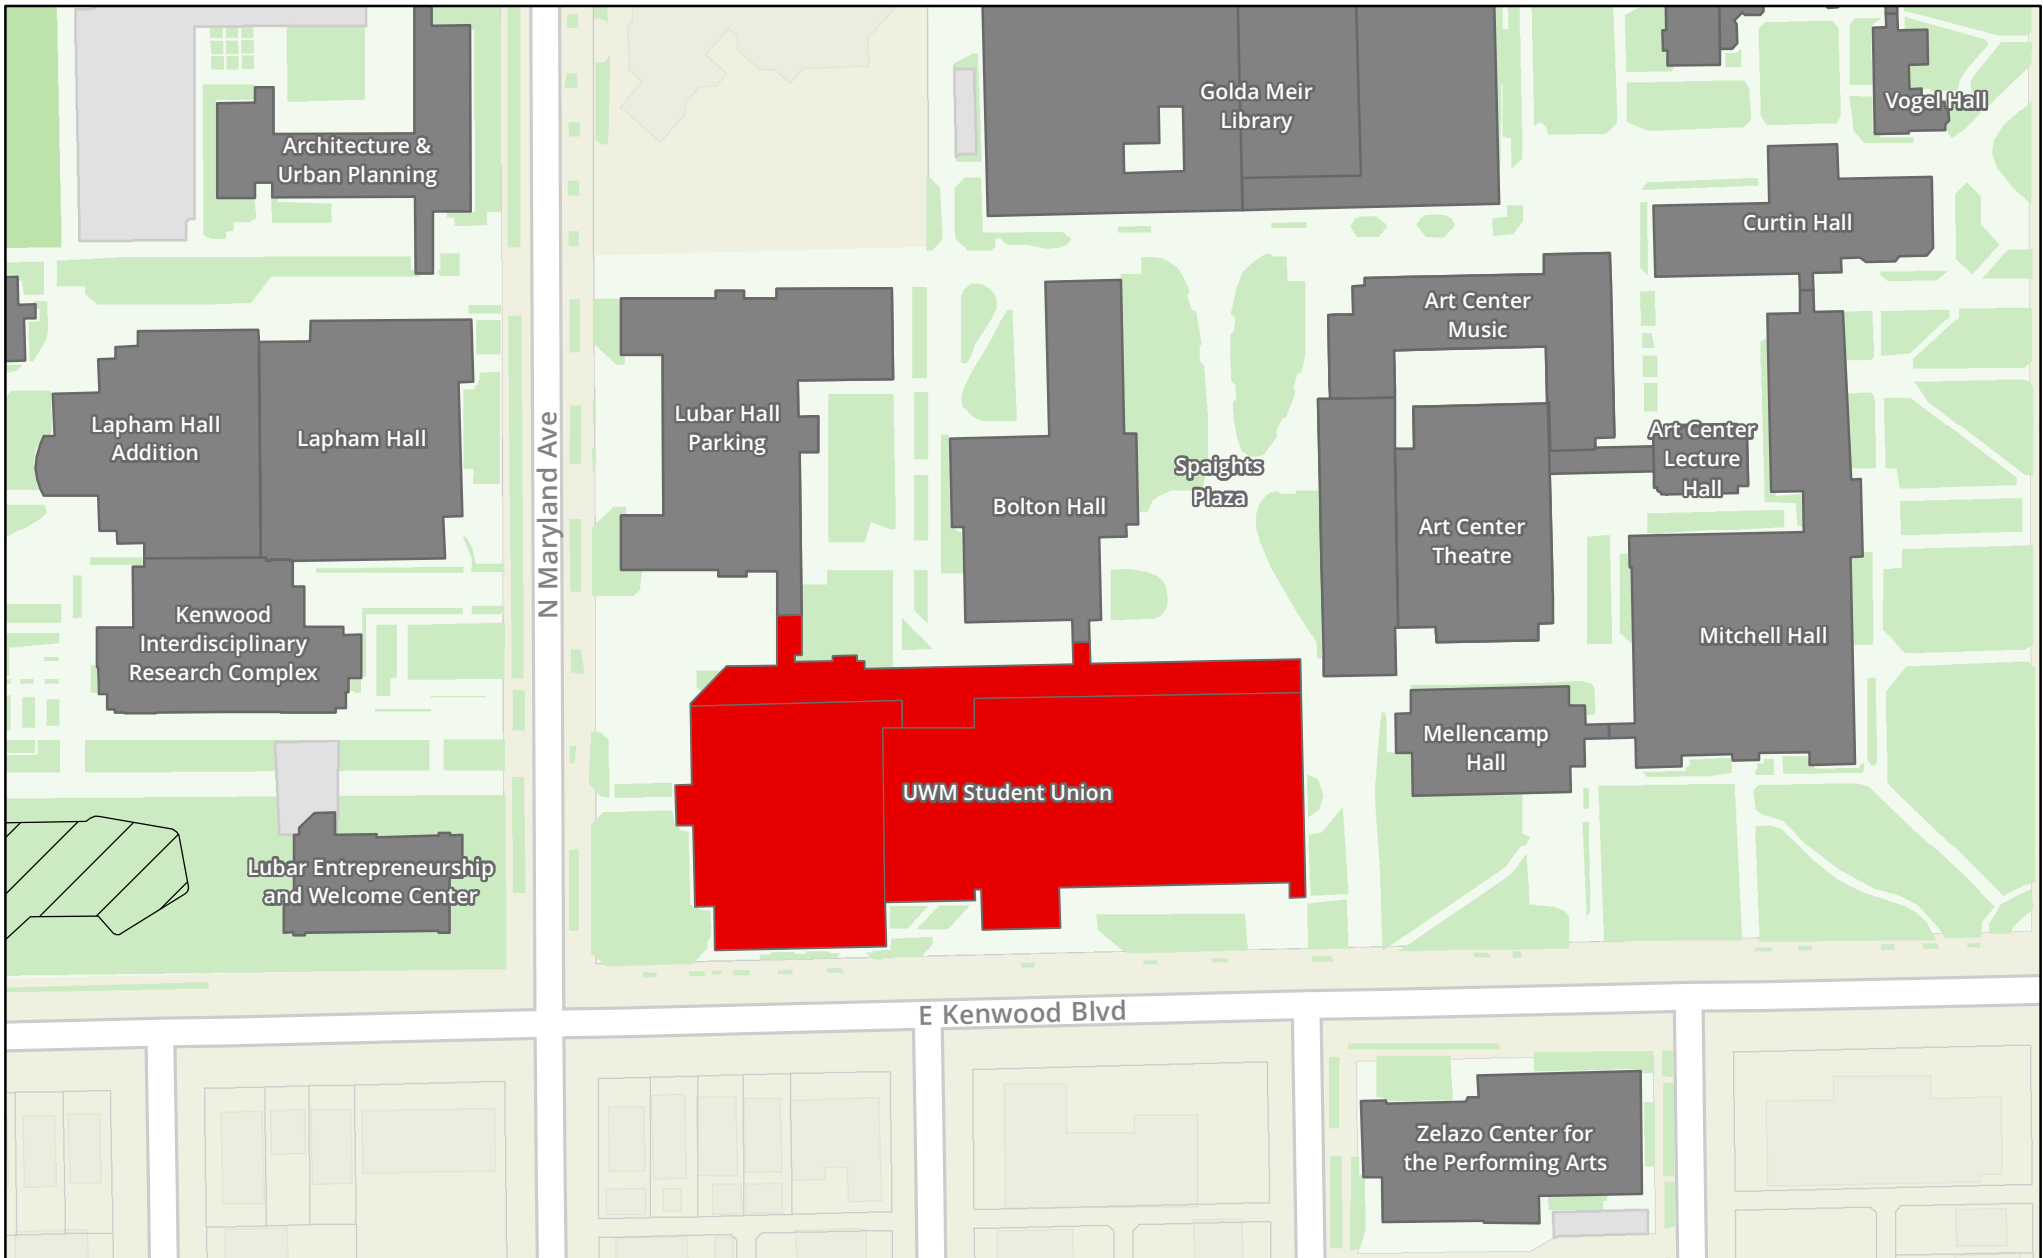 Golda Meir
Library
Vogel Hall
Architecture &
Urban Planning
Curtin Hall
Art Center
Music
Lapham Hall
Addition
Lapham Hall
N Maryland Ave
Lubar Hall
Parking
Bolton Hall
Spaights
Plaza
Art Center
Lecture
Hall
Art Center
Theatre
Kenwood
Interdisciplinary
Research Complex
Mitchell Hall
Mellencamp
Hall
UWM Student Union
Lubar Entrepreneurship
and Welcome Center
E Kenwood Blvd
Zelazo Center for
the Performing Arts